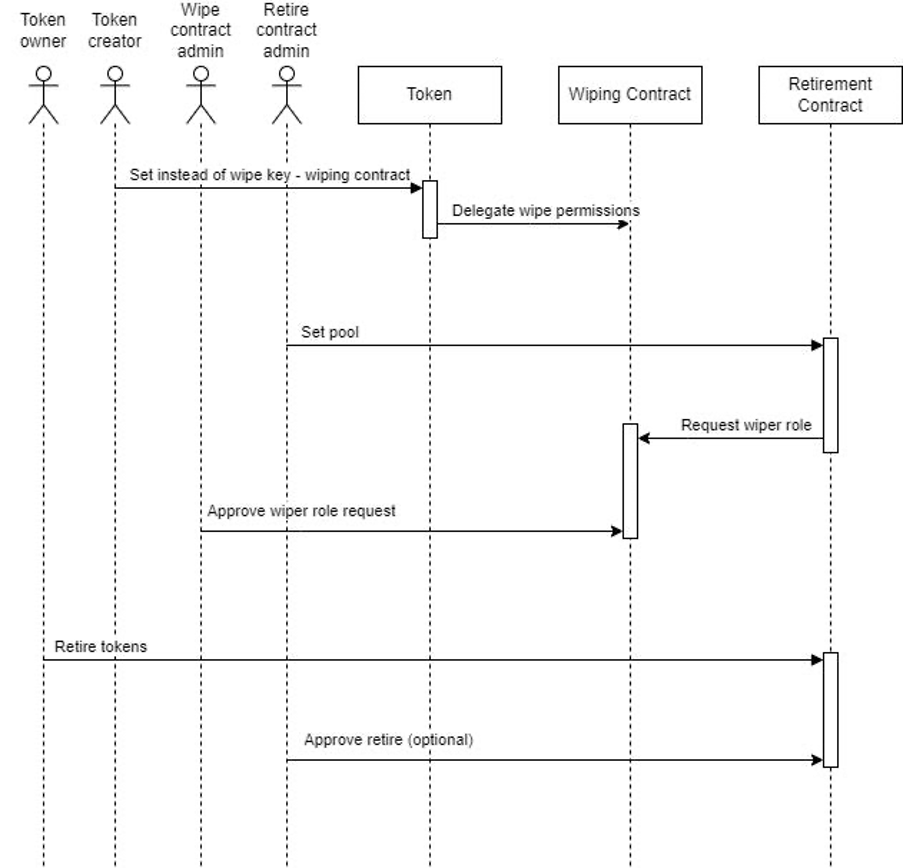 Token
owner
Token
creator
Wipe
contract
admin
Retire
contract
admin
Token
Wiping Contract
Retirement
Contract
Set instead of wipe key - wiping contract
Delegate wipe permissions
Set pool
Request wiper role
Approve wiper role request
Retire tokens
Approve retire (optional)